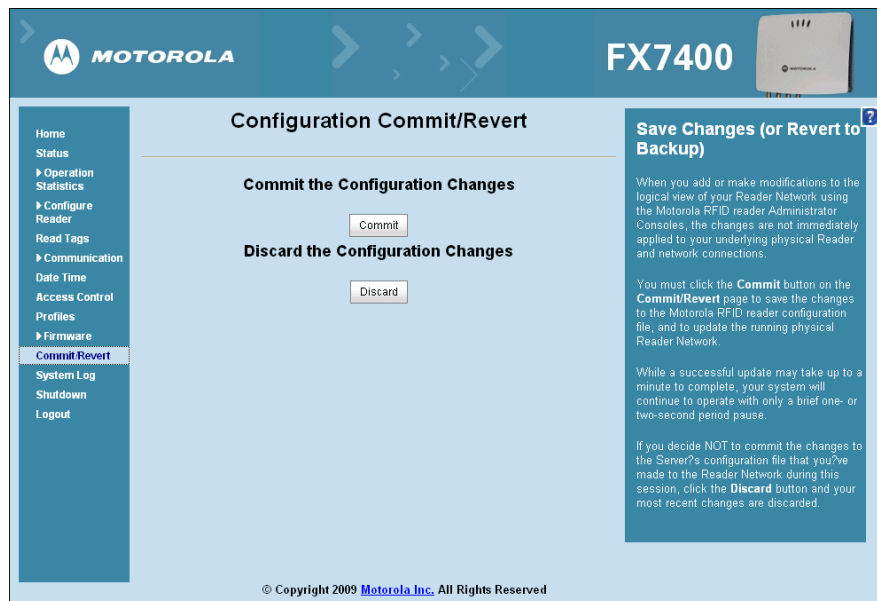 MOTOROLA
FX7400
Home
Status
Operation
Statistics
Configure
Reader
Read Tags
Communication
Date Time
Access Control
Profiles
Firmware
Commit/Revert
System Log
Shutdown
Logout
Configuration Commit/Revert
Commit the Configuration Changes
Commit
Discard the Configuration Changes
Discard
?
Save Changes (or Revert to
Backup)
When you add or make modifications to the
logical view of your Reader Network using
the Motorola RFID reader Administrator
Consoles, the changes are not immediately
applied to your underlying physical Reader
and network connections.
You must click the Commit button on the
Commit/Revert page to save the changes
to the Motorola RFID reader configuration
file, and to update the running physical
Reader Network.
While a successful update may take up to a
minute to complete, your system will
continue to operate with only a brief one- or
two-second period pause.
If you decide NOT to commit the changes to
the Server?s configuration file that you?ve
made to the Reader Network during this
session, click the Discard button and your
most recent changes are discarded.
© Copyright 2009 Motorola Inc. All Rights Reserved